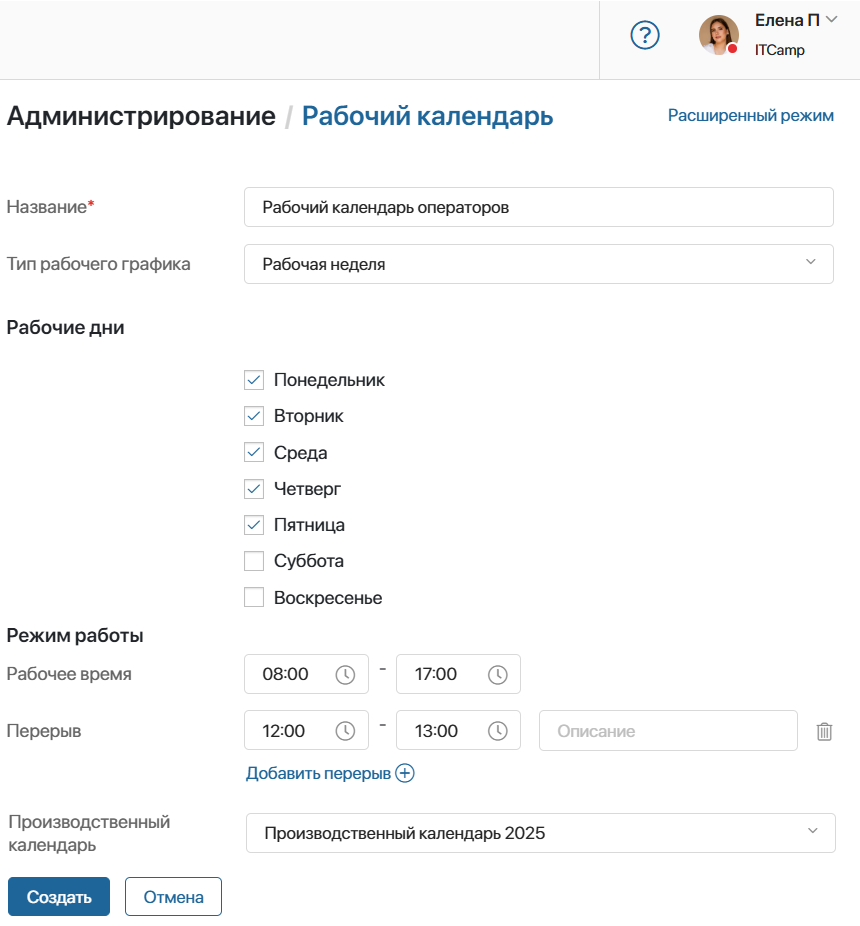 ?
Елена П
ITCamp
Администрирование / Рабочий календарь
Расширенный режим
Название*
Рабочий календарь операторов
Тип рабочего графика
Рабочая неделя
Рабочие дни
Понедельник
Вторник
Среда
Четверг
Пятница
Суббота
Воскресенье
Режим работы
Рабочее время
08:00 - 17:00
Перерыв
12:00 - 13:00
Описание
Добавить перерыв
Производственный
календарь
Производственный календарь 2025
Создать
Отмена